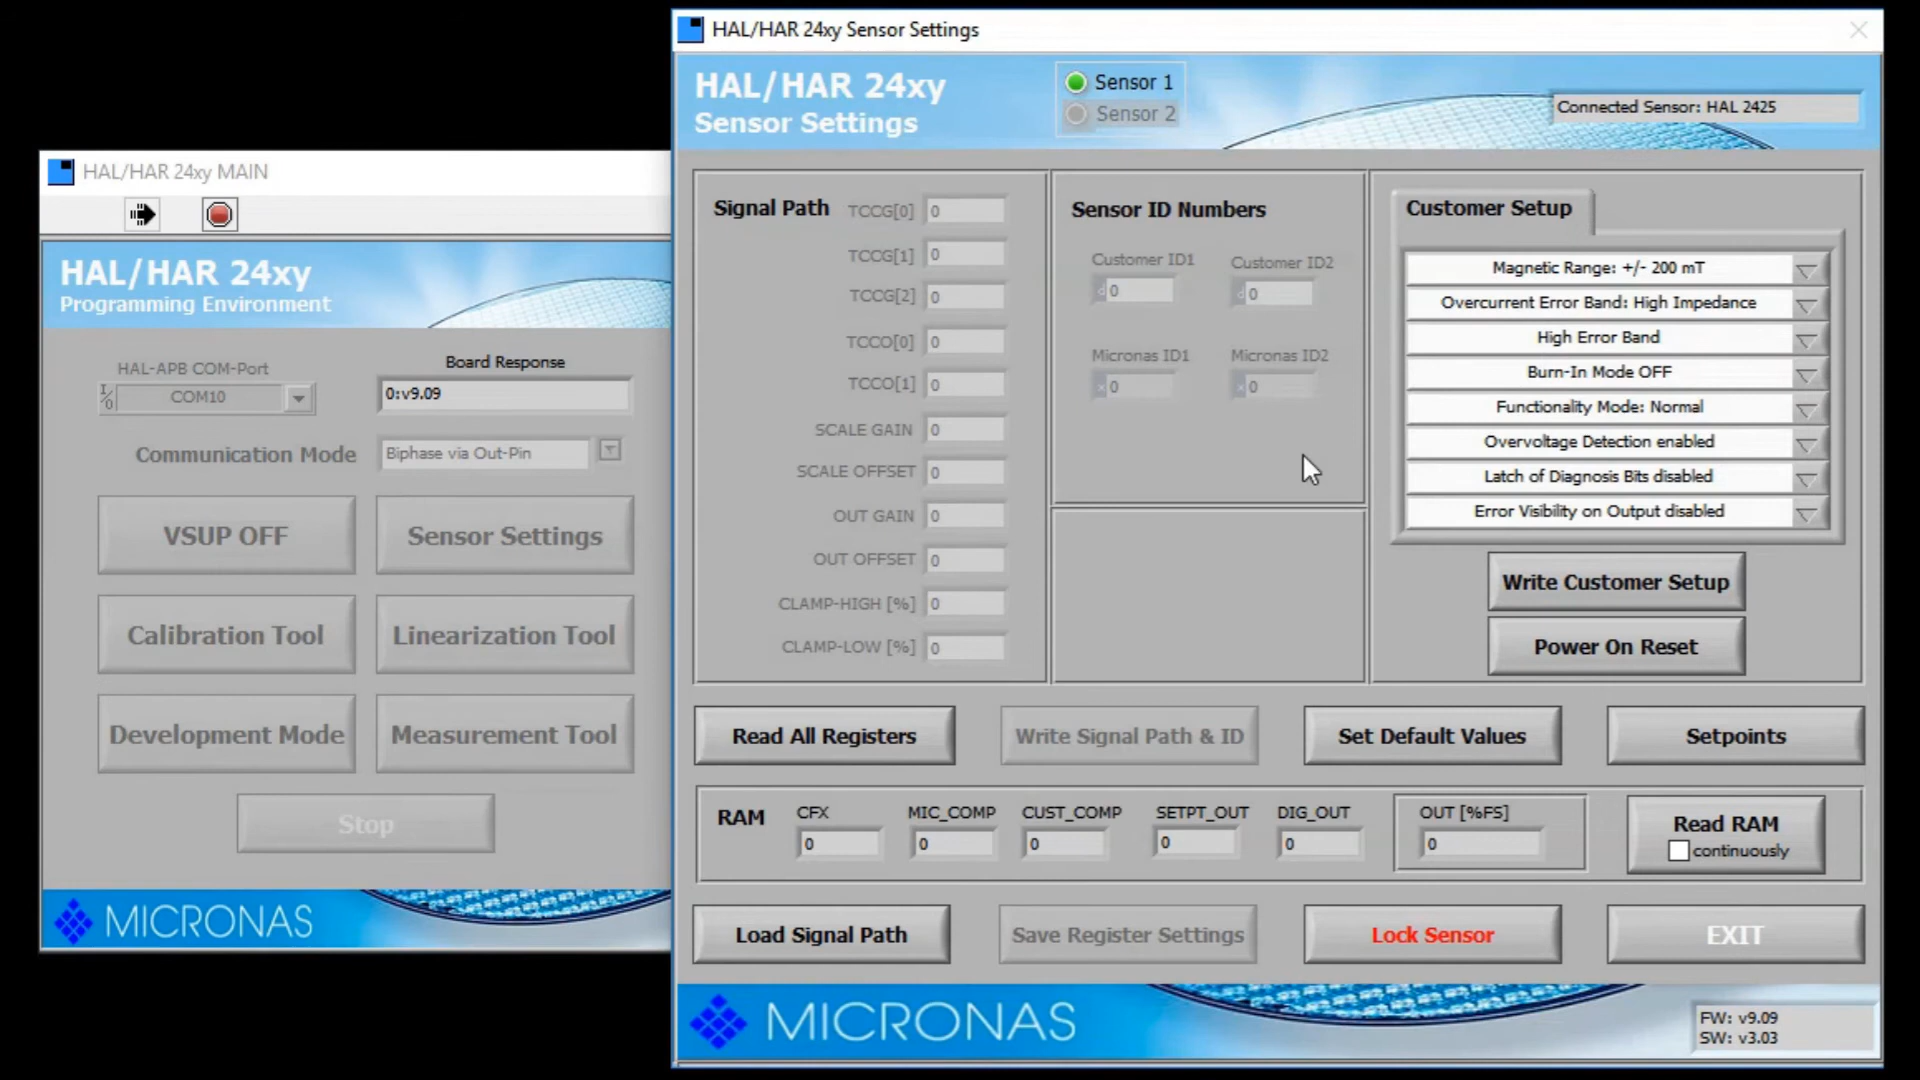 HAL/HAR 24xy MAIN
HAL/HAR 24xy
Programming Environment
HAL-APB COM-Port
COM10
Board Response
0:v9.09
Communication Mode
Biphase via Out-Pin
VSUP OFF
Sensor Settings
Calibration Tool
Linearization Tool
Development Mode
Measurement Tool
Stop
MICRONAS
HAL/HAR 24xy Sensor Settings
HAL/HAR 24xy
Sensor Settings
Sensor 1
Sensor 2
Connected Sensor: HAL 2425
Signal Path
TCCG[0] 0
TCCG[1] 0
TCCG[2] 0
TCCO[0] 0
TCCO[1] 0
SCALE GAIN 0
SCALE OFFSET 0
OUT GAIN 0
OUT OFFSET 0
CLAMP-HIGH [%] 0
CLAMP-LOW [%] 0
Sensor ID Numbers
Customer ID1 Customer ID2
d 0 d 0
Micronas ID1 Micronas ID2
x 0 x 0
Customer Setup
Magnetic Range: +/- 200 mT
Overcurrent Error Band: High Impedance
High Error Band
Burn-In Mode OFF
Functionality Mode: Normal
Overvoltage Detection enabled
Latch of Diagnosis Bits disabled
Error Visibility on Output disabled
Write Customer Setup
Power On Reset
Read All Registers
Write Signal Path & ID
Set Default Values
Setpoints
RAM
CFX MIC_COMP CUST_COMP SETPT_OUT DIG_OUT OUT [%FS]
0 0 0 0 0 0
Read RAM
continuously
Load Signal Path
Save Register Settings
Lock Sensor
EXIT
MICRONAS
FW: v9.09
SW: v3.03